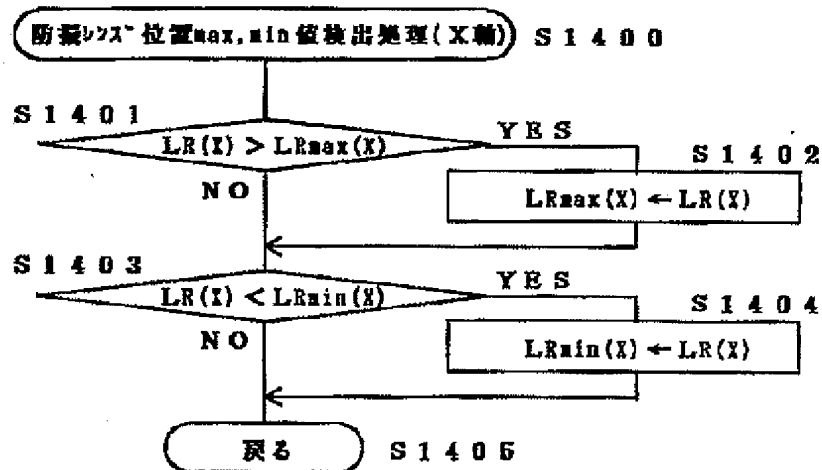 防振レンズ位置max,min値検出処理(X軸) S1400
S1401
LR(X) > LRmax(X)
YES
S1402
NO
LRmax(X) ← LR(X)
S1403
LR(X) < LRmin(X)
YES
S1404
NO
LRmin(X) ← LR(X)
戻る S1405